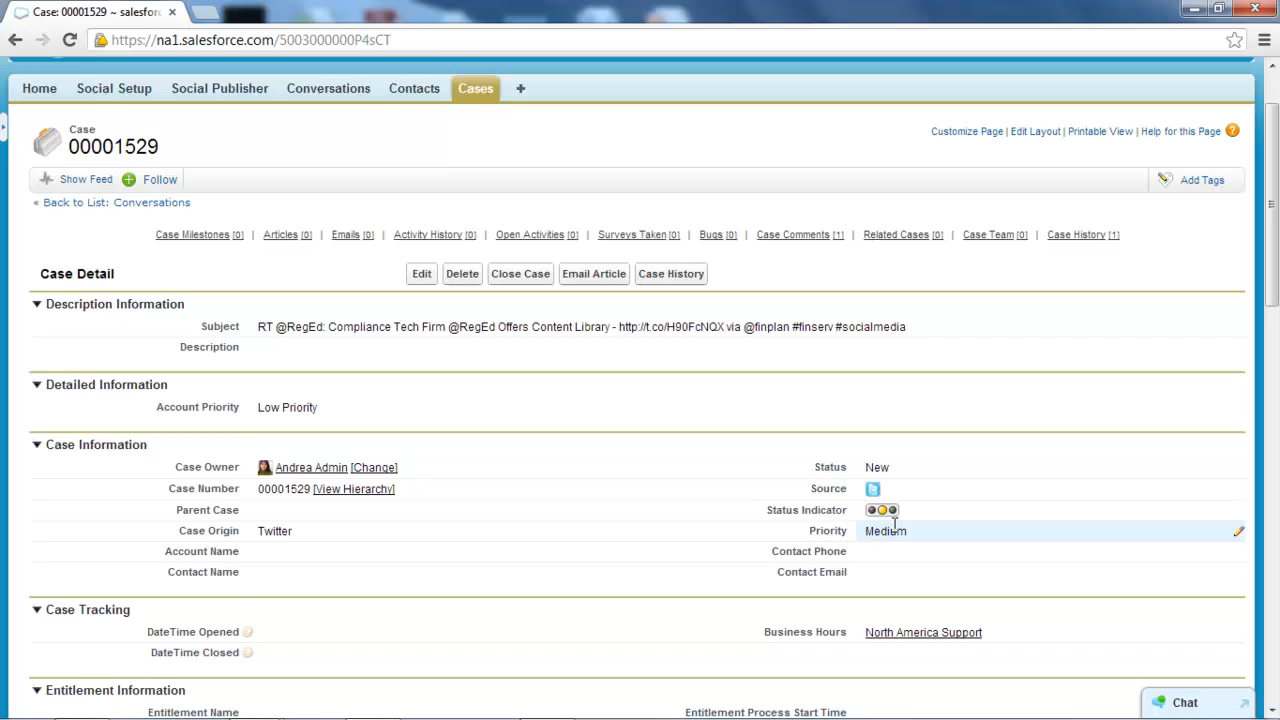 Case: 00001529 ~ salesforc
https://na1.salesforce.com/5003000000P4sCT
Home Social Setup Social Publisher Conversations Contacts Cases +
Case
00001529
Customize Page | Edit Layout | Printable View | Help for this Page ?
Show Feed Follow Add Tags
« Back to List: Conversations
Case Milestones [0] | Articles [0] | Emails [0] | Activity History [0] | Open Activities [0] | Surveys Taken [0] | Bugs [0] | Case Comments [1] | Related Cases [0] | Case Team [0] | Case History [1]
Case Detail Edit Delete Close Case Email Article Case History
Description Information
Subject RT @RegEd: Compliance Tech Firm @RegEd Offers Content Library - http://t.co/H90FcNQX via @finplan #finserv #socialmedia
Description
Detailed Information
Account Priority Low Priority
Case Information
Case Owner Andrea Admin [Change] Status New
Case Number 00001529 [View Hierarchy] Source
Parent Case Status Indicator
Case Origin Twitter Priority Medium
Account Name Contact Phone
Contact Name Contact Email
Case Tracking
DateTime Opened ? Business Hours North America Support
DateTime Closed ?
Entitlement Information
Entitlement Name Entitlement Process Start Time
Chat